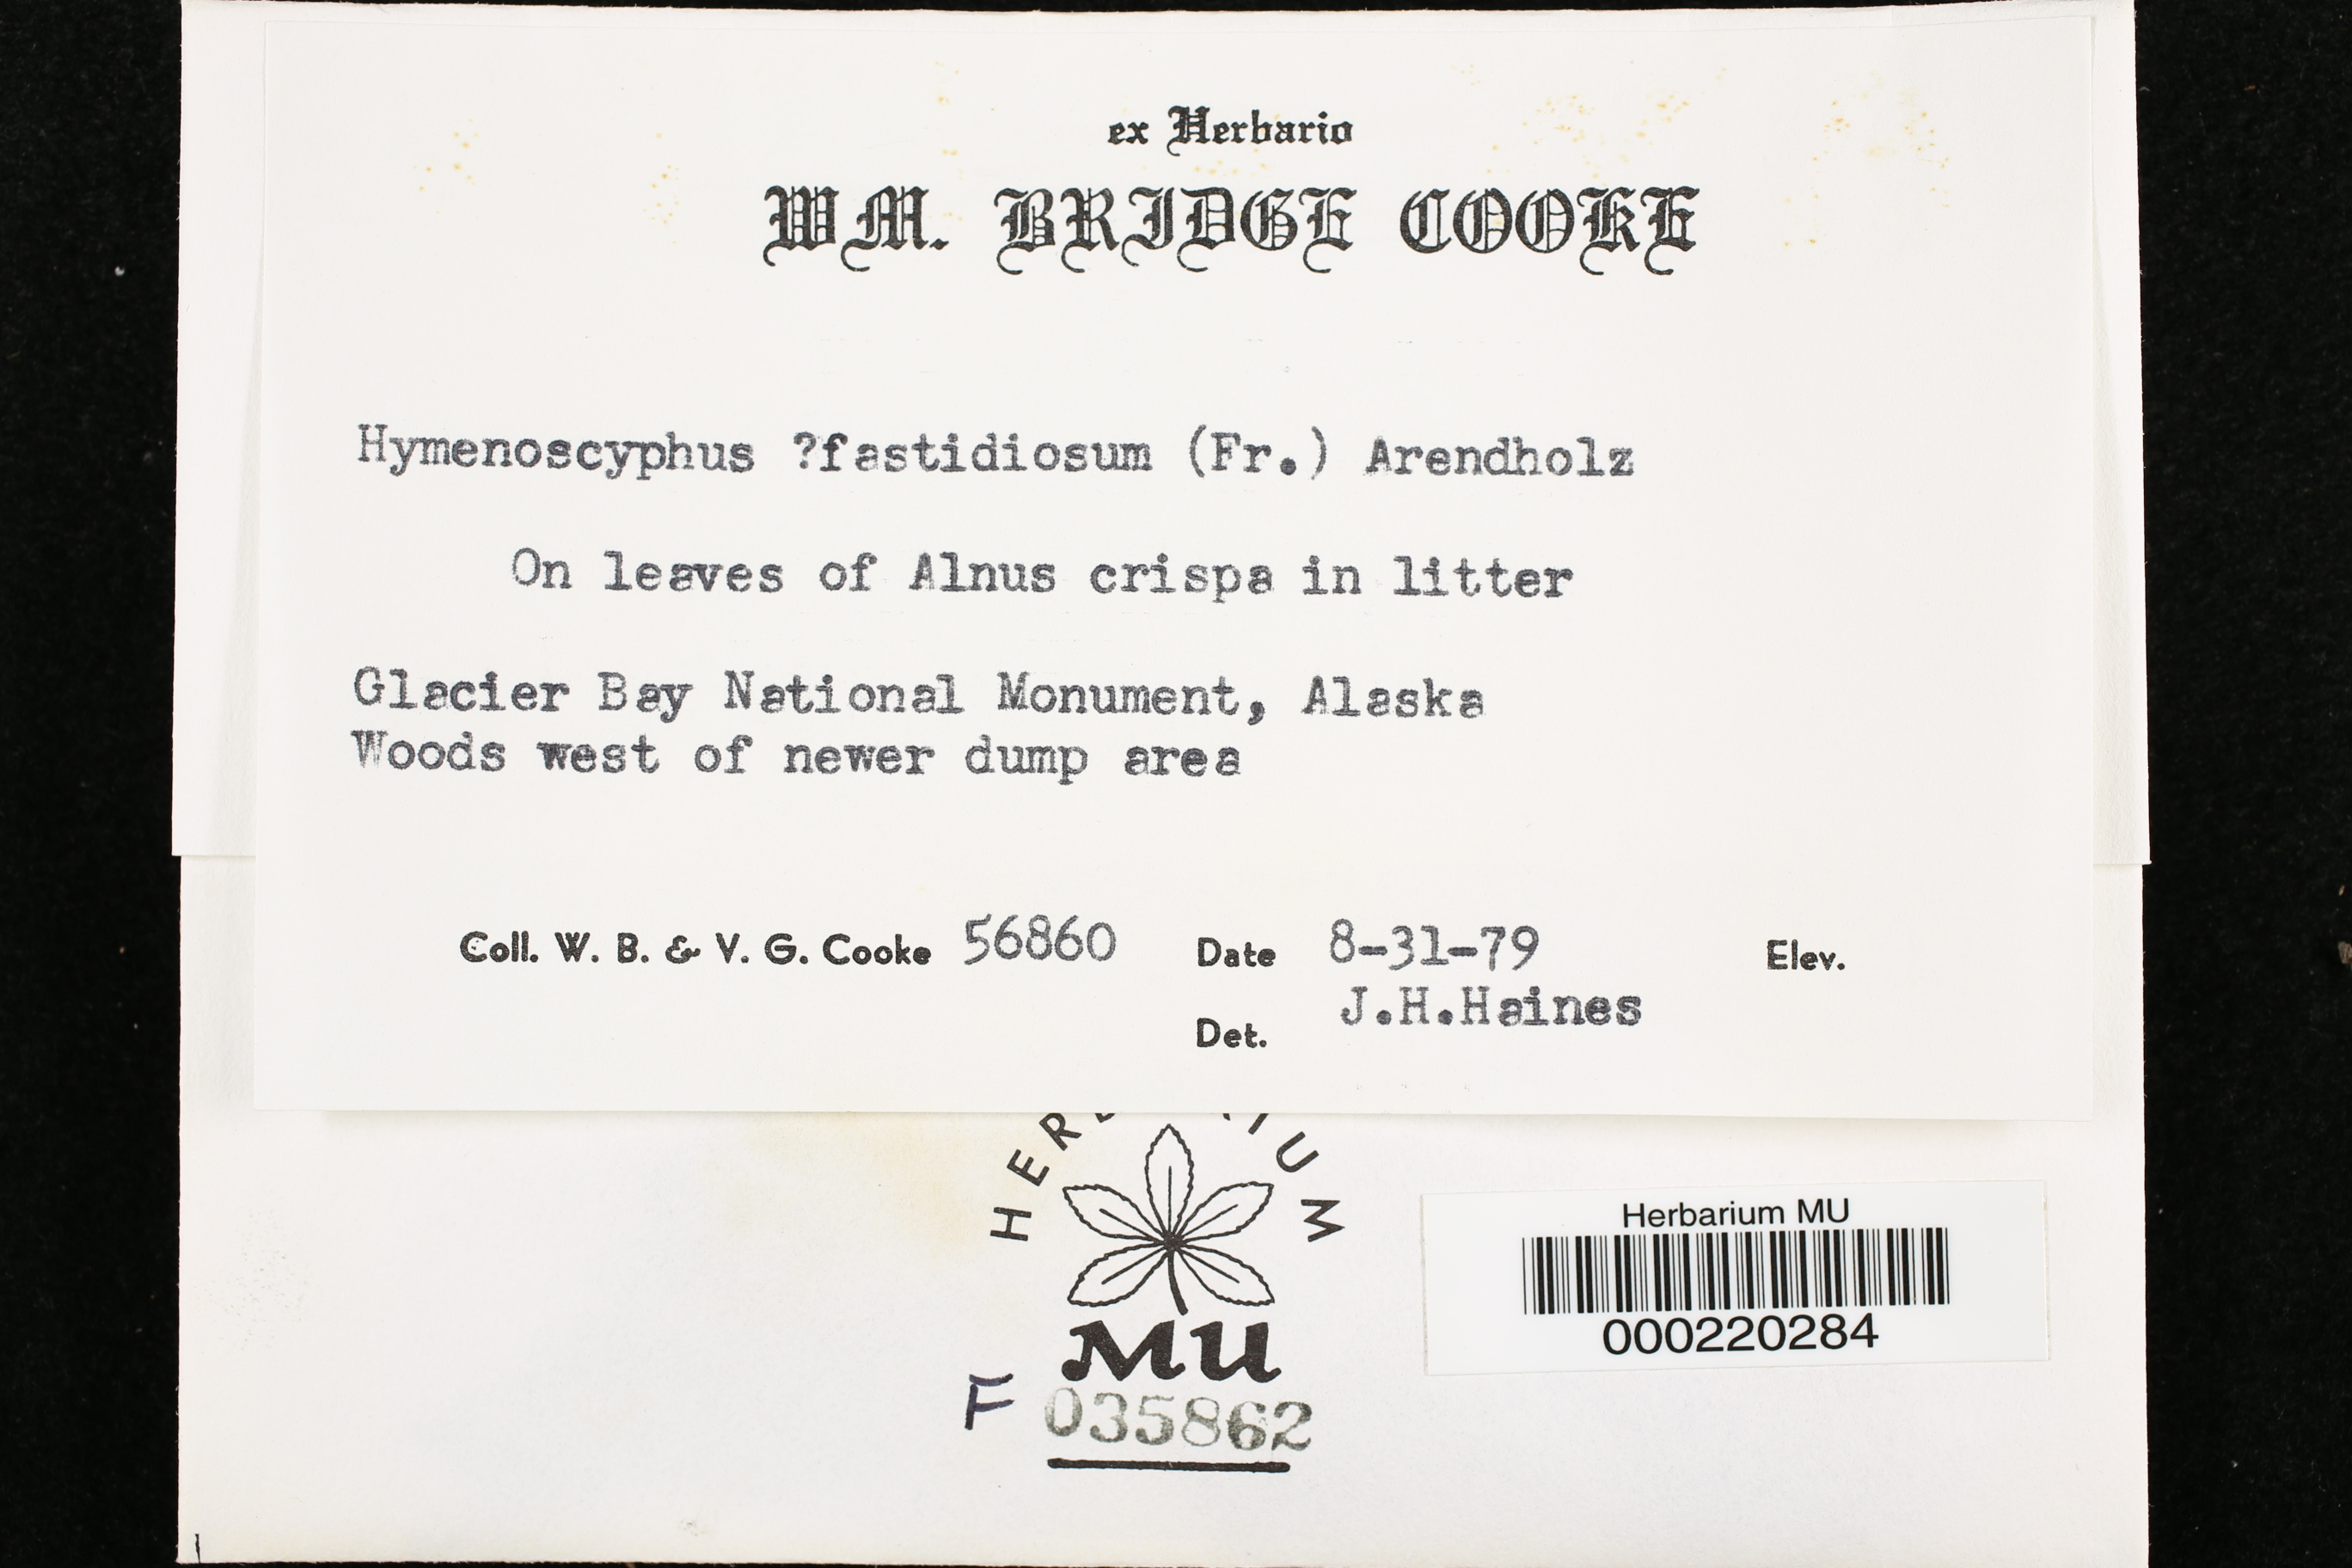 ex Herbario
WM. BRIDGE COOKE
Hymenoscyphus ?fastidiosum (Fr.) Arendholz
On leaves of Alnus crispa in litter
Glacier Bay National Monument, Alaska
Woods west of newer dump area
Coll. W. B. & V. G. Cooke 56860 Date 8-31-79 Elev.
Det. J.H.Haines
MU
F 035862
Herbarium MU
000220284